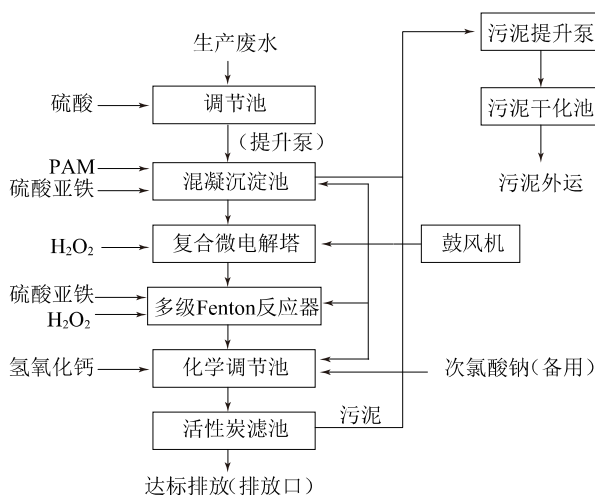 生产废水
污泥提升泵
硫酸
调节池
污泥干化池
(提升泵)
PAM
硫酸亚铁
混凝沉淀池
污泥外运
H₂O₂
复合微电解塔
鼓风机
硫酸亚铁
H₂O₂
多级Fenton反应器
氢氧化钙
化学调节池
次氯酸钠(备用)
活性炭滤池
污泥
达标排放(排放口)